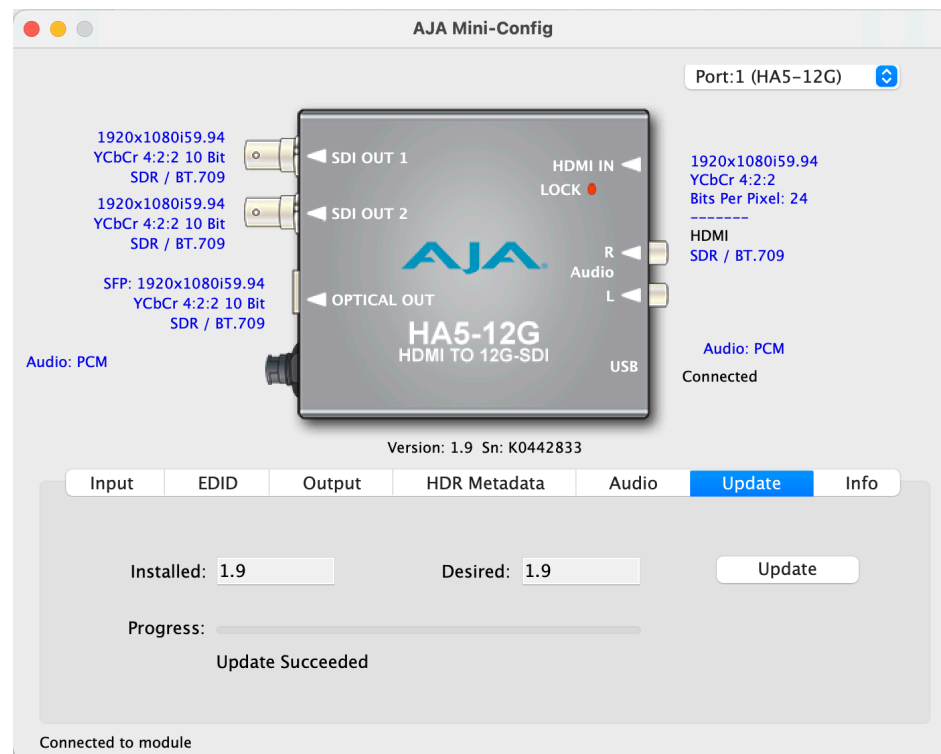 AJA Mini-Config
Port:1 (HA5-12G)
1920x1080i59.94
YCbCr 4:2:2 10 Bit
SDR / BT.709
1920x1080i59.94
YCbCr 4:2:2 10 Bit
SDR / BT.709
SFP: 1920x1080i59.94
YCbCr 4:2:2 10 Bit
SDR / BT.709
Audio: PCM
SDI OUT 1
SDI OUT 2
OPTICAL OUT
HDMI IN
LOCK
AJA
R
Audio
L
HA5-12G
HDMI TO 12G-SDI
USB
1920x1080i59.94
YCbCr 4:2:2
Bits Per Pixel: 24
-------
HDMI
SDR / BT.709
Audio: PCM
Connected
Version: 1.9 Sn: K0442833
Input EDID Output HDR Metadata Audio Update Info
Installed: 1.9 Desired: 1.9 Update
Progress:
Update Succeeded
Connected to module